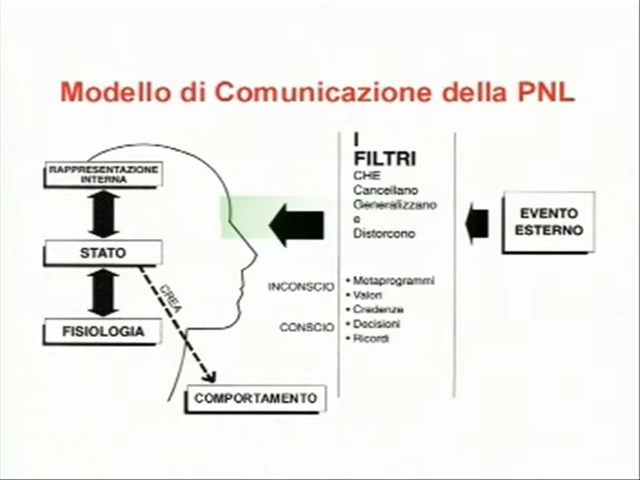 Modello di Comunicazione della PNL
RAPPRESENTAZIONE
INTERNA
STATO
FISIOLOGIA
CREA
COMPORTAMENTO
I
FILTRI
CHE
Cancellano
Generalizzano
e
Distorcono
INCONSCIO
CONSCIO
• Metaprogrammi
• Valori
• Credenze
• Decisioni
• Ricordi
EVENTO
ESTERNO